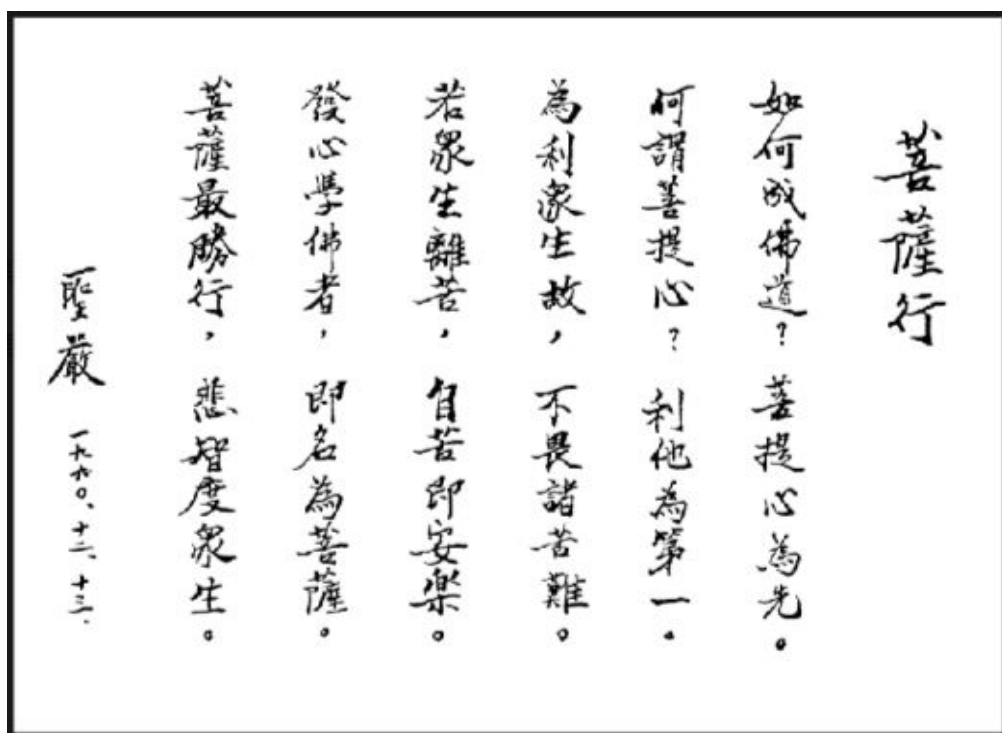 菩薩行
如何成佛道？菩提心為先。
何謂菩提心？利他為第一。
為利眾生故，不畏諸苦難。
若眾生離苦，自苦即安樂。
發心學佛者，即名為菩薩。
菩薩最勝行，悲智度眾生。
聖嚴 一九九〇、十二、十三、